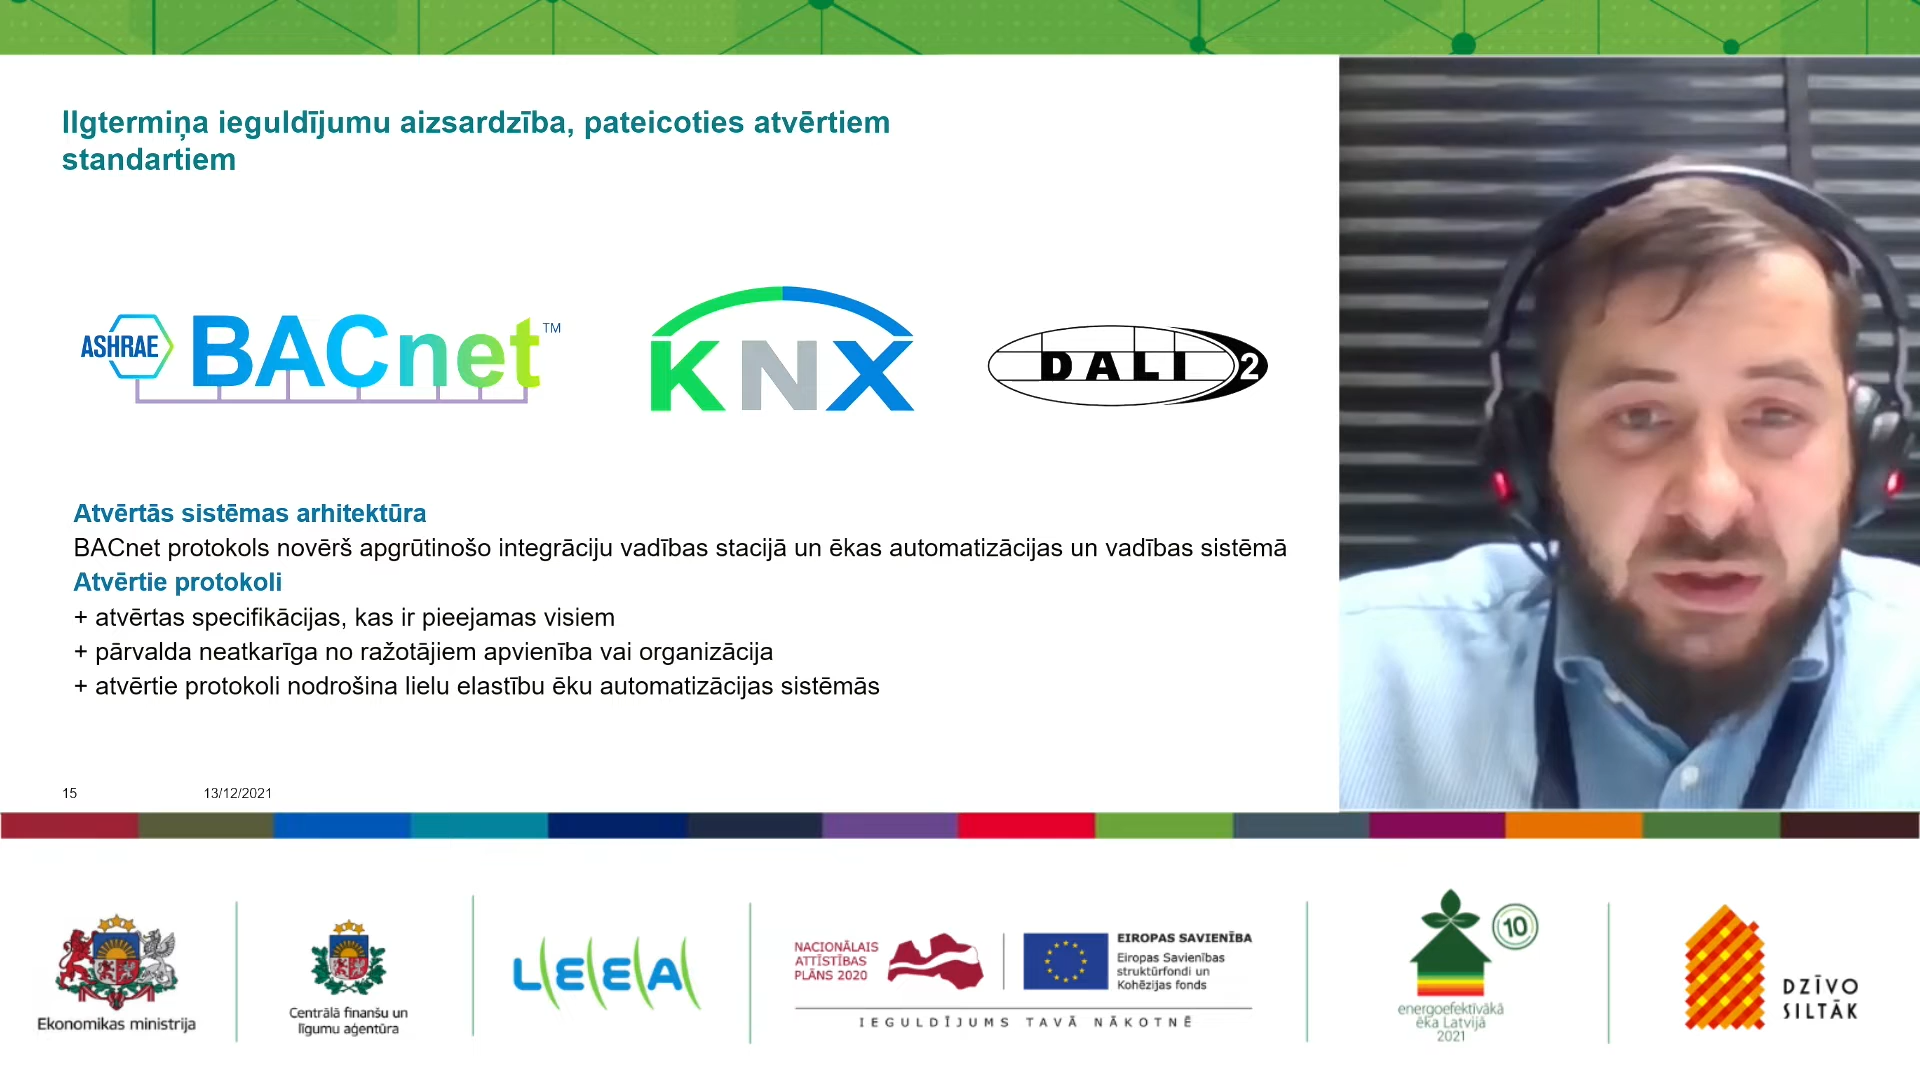 Ilgtermiņa ieguldījumu aizsardzība, pateicoties atvērtiem
standartiem
ASHRAE BACnet™
KNX
DALI 2
Atvērtās sistēmas arhitektūra
BACnet protokols novērš apgrūtinošo integrāciju vadības stacijā un ēkas automatizācijas un vadības sistēmā
Atvērtie protokoli
+ atvērtas specifikācijas, kas ir pieejamas visiem
+ pārvalda neatkarīga no ražotājiem apvienība vai organizācija
+ atvērtie protokoli nodrošina lielu elastību ēku automatizācijas sistēmās
15 13/12/2021
Ekonomikas ministrija
Centrālā finanšu un
līgumu aģentūra
LEEA
NACIONĀLAIS
ATTĪSTĪBAS
PLĀNS 2020
EIROPAS SAVIENĪBA
Eiropas Savienības
struktūrfondi un
Kohēzijas fonds
IEGULDĪJUMS TAVĀ NĀKOTNĒ
10
energoefektīvākā
ēka Latvijā
2021
DZĪVO
SILTĀK